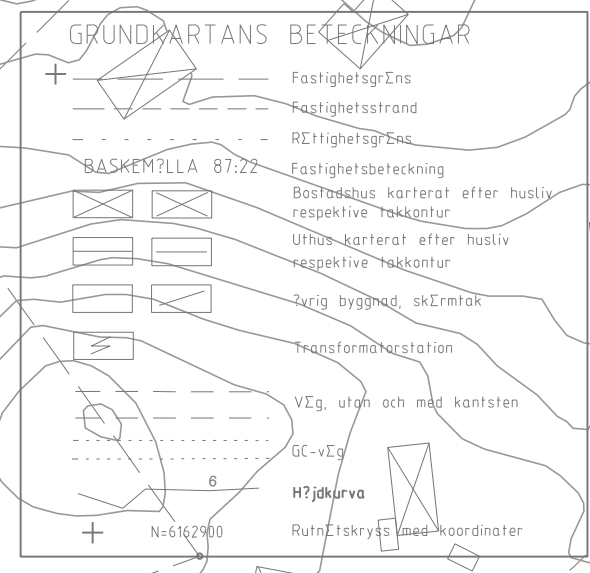 GRUNDKARTANS BETECKNINGAR
FastighetsgrΣns
Fastighetsstrand
RΣttighetsgrΣns
BASKEM?LLA 87:22 Fastighetsbeteckning
Bostadshus karterat efter husliv
respektive takkontur
Uthus karterat efter husliv
respektive takkontur
?vrig byggnad, skΣrmtak
Transformatorstation
VΣg, utan och med kantsten
GC-vΣg
6
H?jdkurva
N=6162900 RutnΣtskryss med koordinater